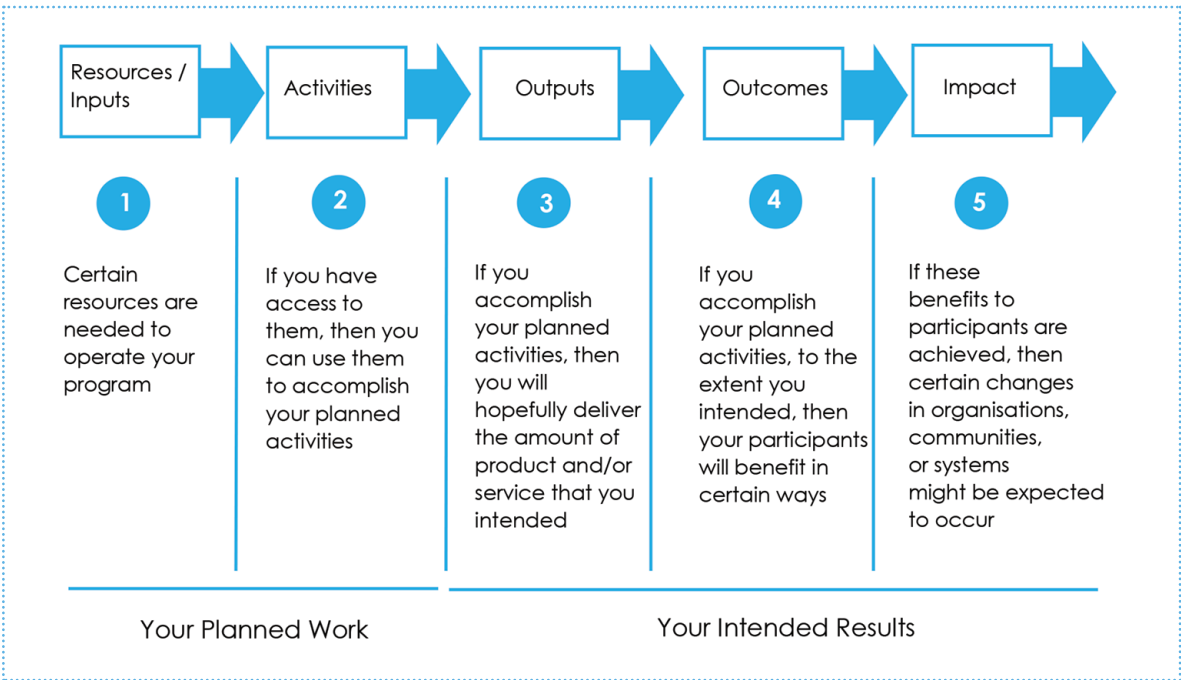 Resources /
Inputs
Activities
Outputs
Outcomes
Impact
1
Certain
resources are
needed to
operate your
program
2
If you have
access to
them, then you
can use them
to accomplish
your planned
activities
3
If you
accomplish
your planned
activities, then
you will
hopefully deliver
the amount of
product and/or
service that you
intended
4
If you
accomplish
your planned
activities, to the
extent you
intended, then
your participants
will benefit in
certain ways
5
If these
benefits to
participants are
achieved, then
certain changes
in organisations,
communities,
or systems
might be expected
to occur
Your Planned Work
Your Intended Results